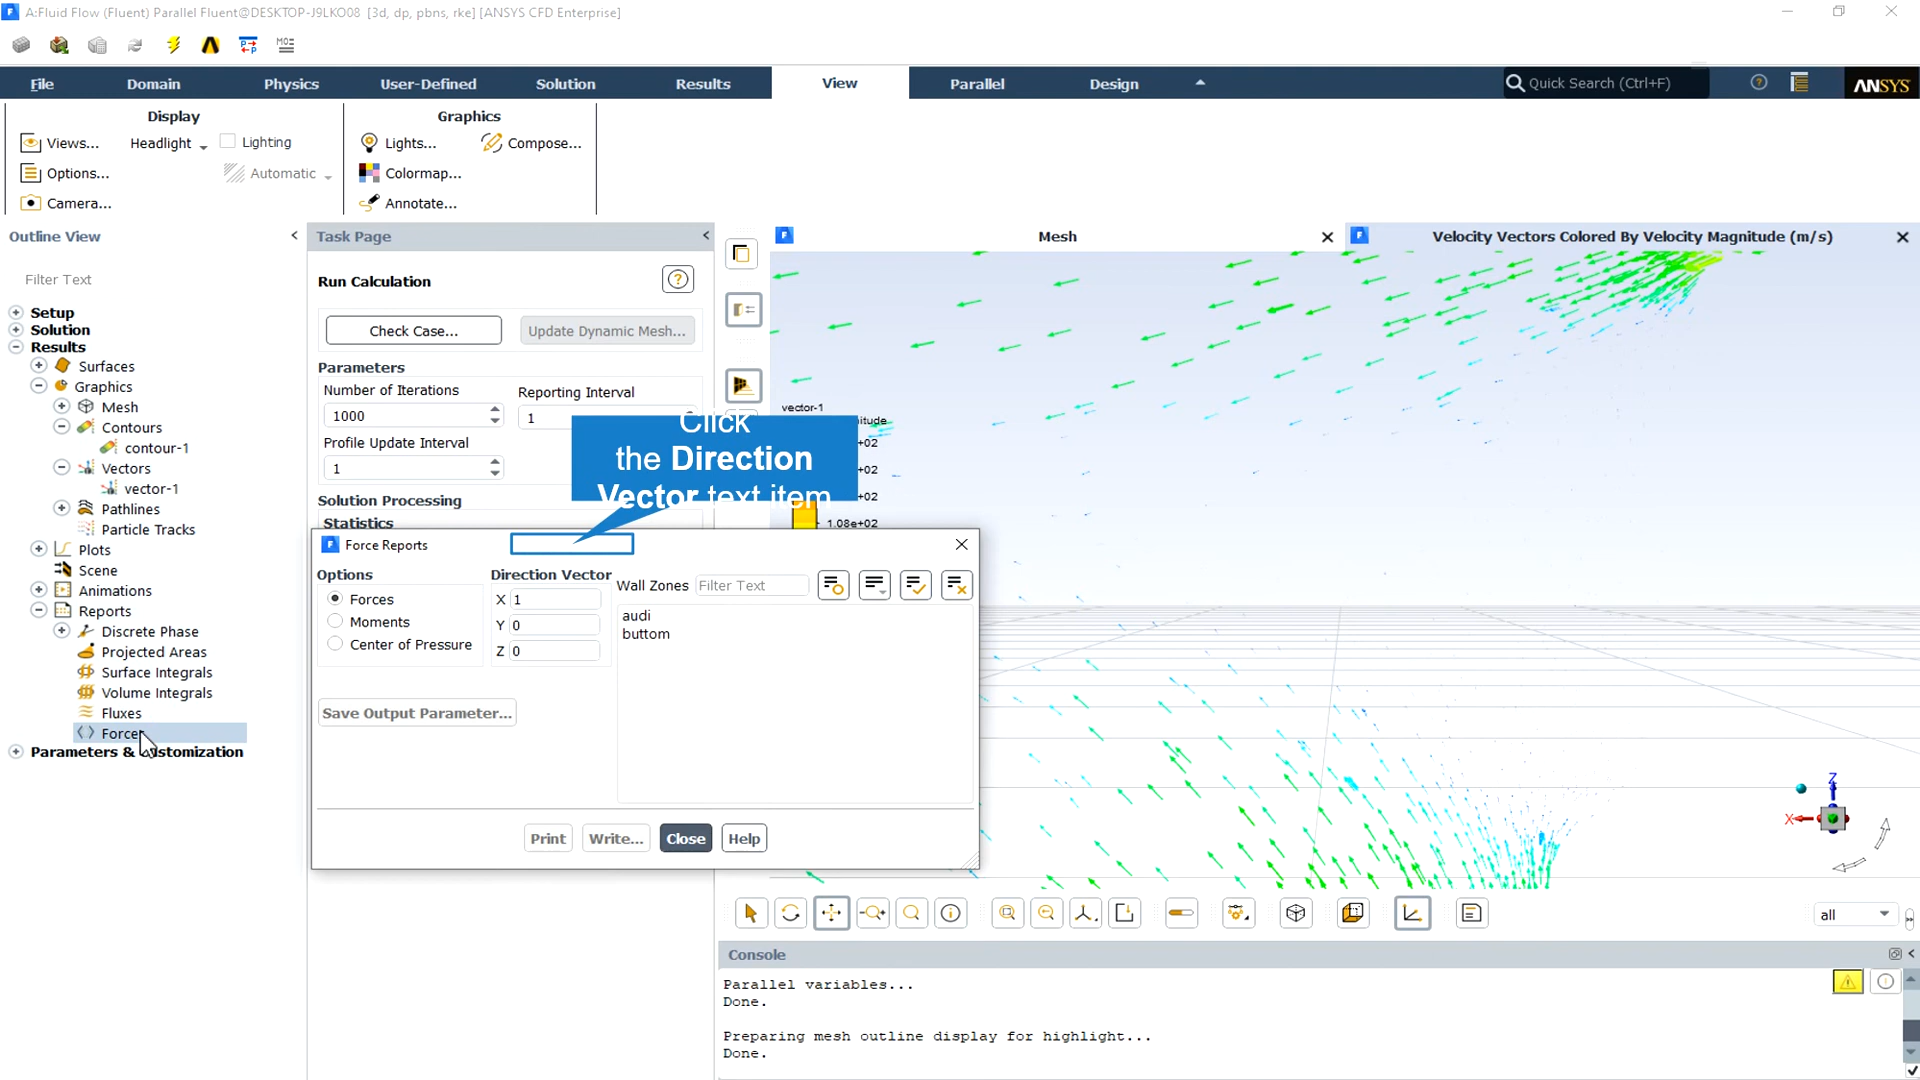 A:Fluid Flow (Fluent) Parallel Fluent@DESKTOP-J9LKO08 [3d, dp, pbns, rke] [ANSYS CFD Enterprise]
File Domain Physics User-Defined Solution Results View Parallel Design Quick Search (Ctrl+F) ANSYS
Display Graphics
Views... Headlight Lighting Lights... Compose...
Options... Automatic Colormap...
Camera... Annotate...
Outline View
Filter Text
Setup
Solution
Results
Surfaces
Graphics
Mesh
Contours
contour-1
Vectors
vector-1
Pathlines
Particle Tracks
Plots
Scene
Animations
Reports
Discrete Phase
Projected Areas
Surface Integrals
Volume Integrals
Fluxes
Forces
Parameters & Customization
Task Page
Run Calculation
Check Case... Update Dynamic Mesh...
Parameters
Number of Iterations Reporting Interval
1000 1
Profile Update Interval
1
Solution Processing
Statistics
Click
the Direction
Vector text item
Force Reports
Options Direction Vector Wall Zones Filter Text
Forces X 1
Moments Y 0
Center of Pressure Z 0
audi
buttom
Save Output Parameter...
Print Write... Close Help
Mesh
Velocity Vectors Colored By Velocity Magnitude (m/s)
vector-1
itude
+02
+02
+02
1.08e+02
Z
X
all
Console
Parallel variables...
Done.
Preparing mesh outline display for highlight...
Done.